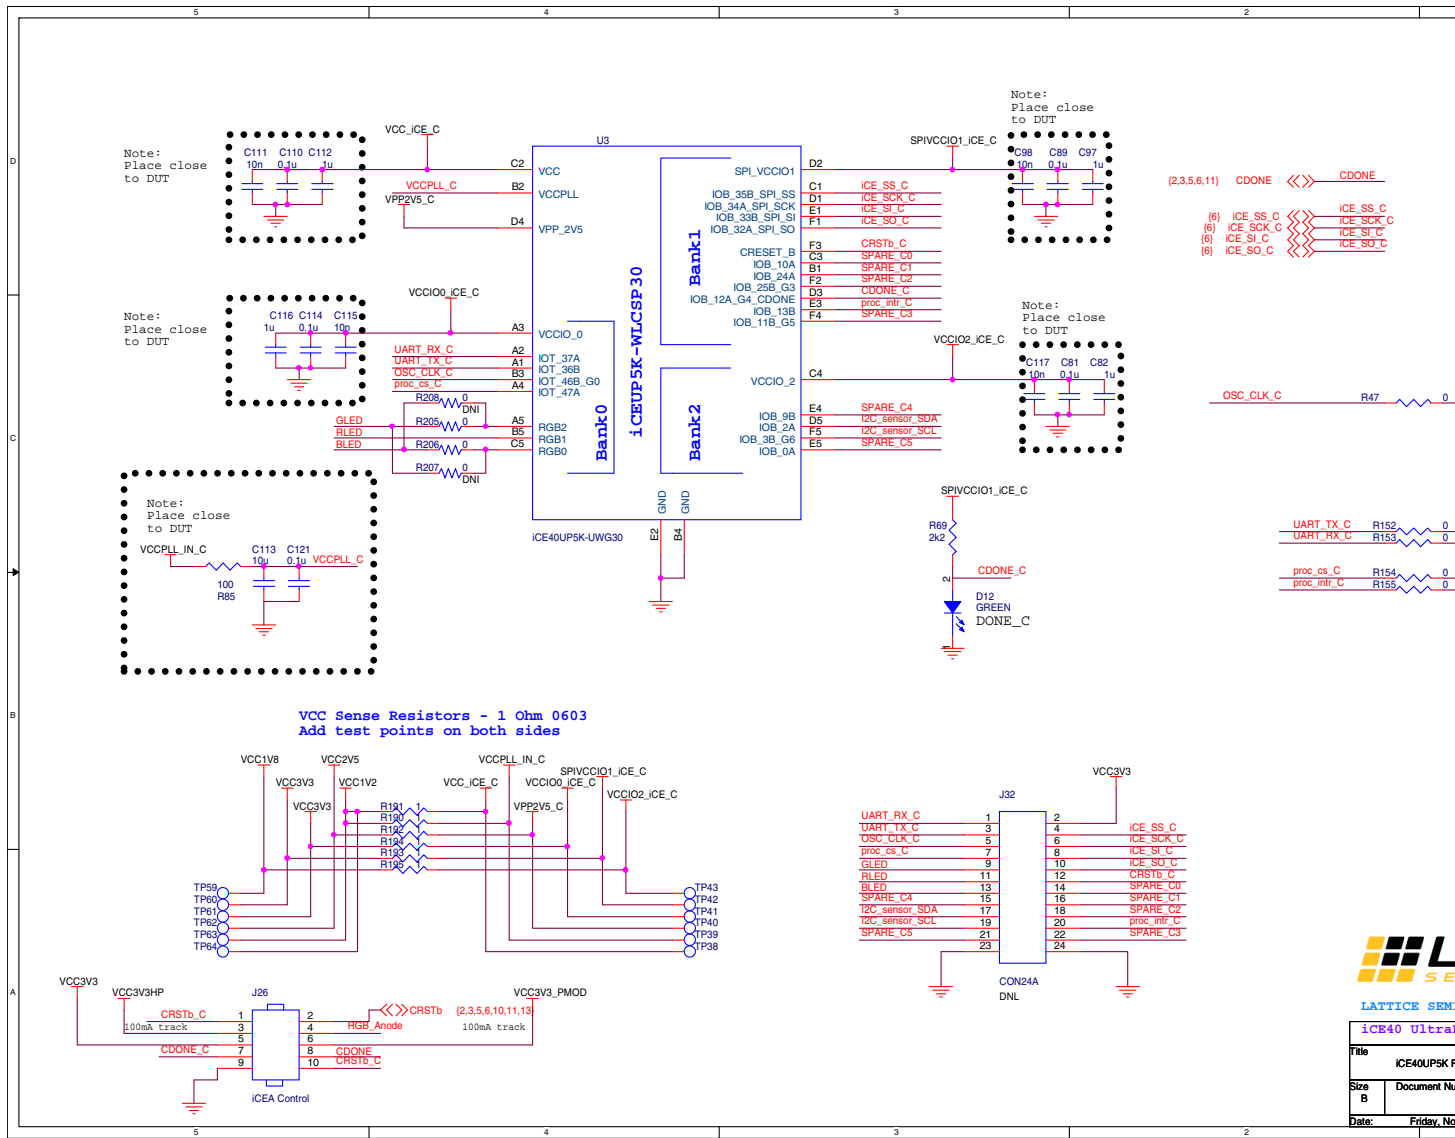 5
4
3
2
D
C
B
A
Note:
Place close
to DUT
C111
C110
C112
10n
0.1u
1u
VCC_iCE_C
VCCPLL_C
VPP2V5_C
U3
C2
VCC
B2
VCCPLL
D4
VPP_2V5
SPI_VCCIO1
D2
IOB_35B_SPI_SS
C1
iCE_SS_C
IOB_34A_SPI_SCK
D1
iCE_SCK_C
IOB_33B_SPI_SI
E1
iCE_SI_C
IOB_32A_SPI_SO
F1
iCE_SO_C
CRESET_B
F3
CRSTb_C
IOB_10A
C3
SPARE_C0
IOB_24A
B1
SPARE_C1
IOB_25B_G3
F2
SPARE_C2
IOB_12A_G4_CDONE
D3
CDONE_C
IOB_13B
E3
proc_intr_C
IOB_11B_G5
F4
SPARE_C3
Bank1
iCEUP5K-WLCSP30
SPIVCCIO1_iCE_C
Note:
Place close
to DUT
C98
C89
C97
10n
0.1u
1u
{2,3,5,6,11}
CDONE
CDONE
{6}
iCE_SS_C
iCE_SS_C
{6}
iCE_SCK_C
iCE_SCK_C
{6}
iCE_SI_C
iCE_SI_C
{6}
iCE_SO_C
iCE_SO_C
Note:
Place close
to DUT
C116
C114
C115
1u
0.1u
10n
VCCIO0_iCE_C
A3
VCCIO_0
UART_RX_C
A2
IOT_37A
UART_TX_C
A1
IOT_36B
OSC_CLK_C
B3
IOT_46B_G0
proc_cs_C
A4
IOT_47A
R208
0
DNI
GLED
R205
0
A5
RGB2
RLED
B5
RGB1
BLED
R206
0
C5
RGB0
R207
0
DNI
Bank0
Bank2
VCCIO_2
C4
VCCIO2_iCE_C
IOB_9B
E4
SPARE_C4
IOB_2A
D5
I2C_sensor_SDA
IOB_3B_G6
F5
I2C_sensor_SCL
IOB_0A
E5
SPARE_C5
GND
GND
E2
B4
iCE40UP5K-UWG30
Note:
Place close
to DUT
C117
C81
C82
10n
0.1u
1u
OSC_CLK_C
R47
0
Note:
Place close
to DUT
VCCPLL_IN_C
C113
C121
10u
0.1u
VCCPLL_C
100
R85
SPIVCCIO1_iCE_C
R69
2k2
CDONE_C
2
D12
GREEN
DONE_C
1
UART_TX_C
R152
0
UART_RX_C
R153
0
proc_cs_C
R154
0
proc_intr_C
R155
0
VCC Sense Resistors - 1 Ohm 0603
Add test points on both sides
VCC1V8
VCC2V5
VCCPLL_IN_C
SPIVCCIO1_iCE_C
VCC3V3
VCC1V2
VCC_iCE_C
VCCIO0_iCE_C
VCC3V3
VPP2V5_C
VCCIO2_iCE_C
R191
1
R190
1
R192
1
R194
1
R193
1
R195
1
TP59
TP60
TP61
TP62
TP63
TP64
TP43
TP42
TP41
TP40
TP39
TP38
VCC3V3
J32
UART_RX_C
1
2
UART_TX_C
3
4
iCE_SS_C
OSC_CLK_C
5
6
iCE_SCK_C
proc_cs_C
7
8
iCE_SI_C
GLED
9
10
iCE_SO_C
RLED
11
12
CRSTb_C
BLED
13
14
SPARE_C0
SPARE_C4
15
16
SPARE_C1
I2C_sensor_SDA
17
18
SPARE_C2
I2C_sensor_SCL
19
20
proc_intr_C
SPARE_C5
21
22
SPARE_C3
23
24
CON24A
DNL
VCC3V3
VCC3V3HP
J26
VCC3V3_PMOD
CRSTb_C
1
2
CRSTb
{2,3,5,6,10,11,13
100mA track
3
4
RGB_Anode
100mA track
5
6
CDONE_C
7
8
CDONE
9
10
CRSTb_C
iCEA Control
L
SE
LATTICE SEMI
iCE40 Ultra
Title
iCE40UP5K
Size
B
Document Nu
Date:
Friday, No
5
4
3
2